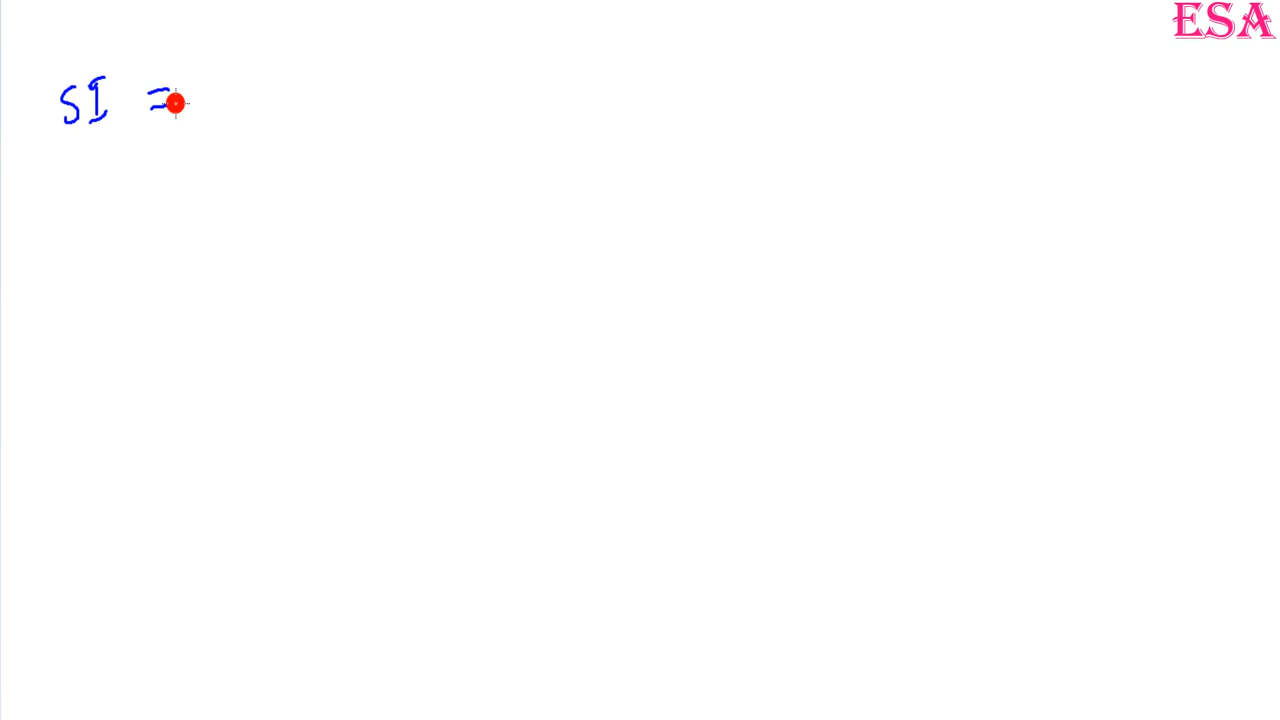 ESA
SI =